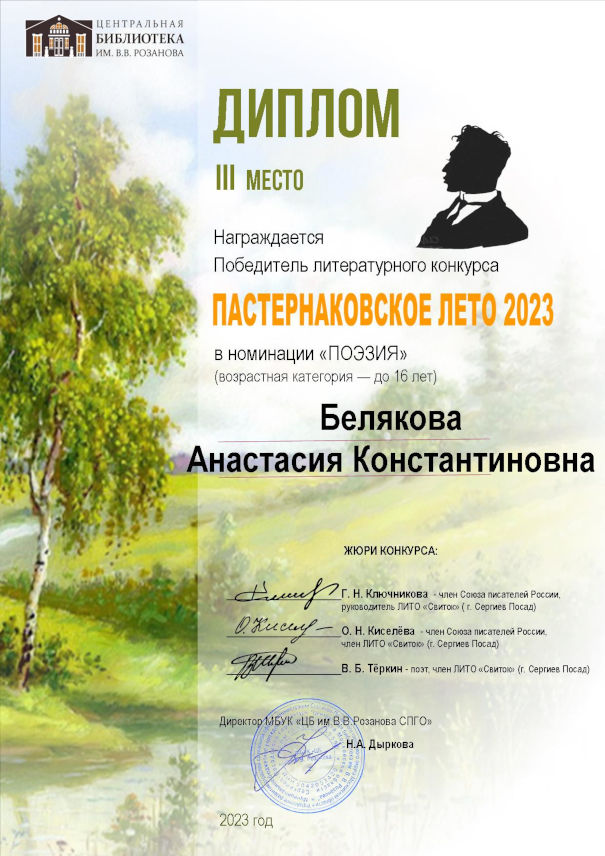 ЦЕНТРАЛЬНАЯ
БИБЛИОТЕКА
ИМ. В.В. РОЗАНОВА
ДИПЛОМ
III МЕСТО
Награждается
Победитель литературного конкурса
ПАСТЕРНАКОВСКОЕ ЛЕТО 2023
в номинации «ПОЭЗИЯ»
(возрастная категория — до 16 лет)
Белякова
Анастасия Константиновна
ЖЮРИ КОНКУРСА:
Г. Н. Ключникова - член Союза писателей России,
руководитель ЛИТО «Свиток» ( г. Сергиев Посад)
О. Н. Киселёва - член Союза писателей России,
член ЛИТО «Свиток» (г. Сергиев Посад)
В. Б. Тёркин - поэт, член ЛИТО «Свиток» (г. Сергиев Посад)
Директор МБУК «ЦБ им.В.В.Розанова СПГО»
Н.А. Дыркова
2023 год